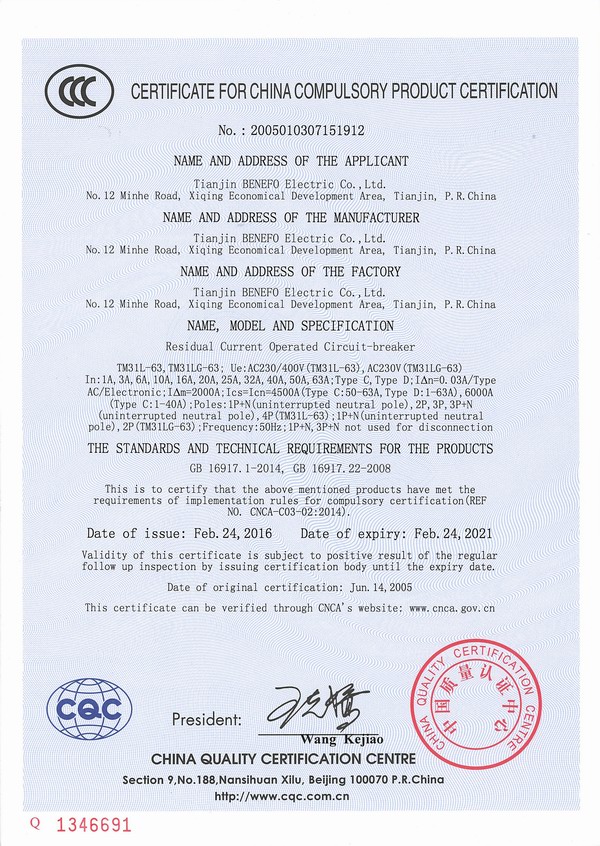 CCC
CERTIFICATE FOR CHINA COMPULSORY PRODUCT CERTIFICATION
No.: 2005010307151912
NAME AND ADDRESS OF THE APPLICANT
Tianjin BENEFO Electric Co.,Ltd.
No.12 Minhe Road, Xiqing Economical Development Area, Tianjin, P.R.China
NAME AND ADDRESS OF THE MANUFACTURER
Tianjin BENEFO Electric Co.,Ltd.
No.12 Minhe Road, Xiqing Economical Development Area, Tianjin, P.R.China
NAME AND ADDRESS OF THE FACTORY
Tianjin BENEFO Electric Co.,Ltd.
No.12 Minhe Road, Xiqing Economical Development Area, Tianjin, P.R.China
NAME, MODEL AND SPECIFICATION
Residual Current Operated Circuit-breaker
TM31L-63,TM31LG-63; Ue:AC230/400V(TM31L-63),AC230V(TM31LG-63)
In:1A,3A,6A,10A,16A,20A,25A,32A,40A,50A,63A;Type C,Type D;IΔn=0.03A/Type
AC/Electronic;IΔm=2000A;Ics=Icn=4500A(Type C:50-63A,Type D:1-63A),6000A
(Type C:1-40A);Poles:1P+N(uninterrupted neutral pole),2P,3P,3P+N
(uninterrupted neutral pole),4P(TM31L-63);1P+N(uninterrupted neutral
pole),2P(TM31LG-63);Frequency:50Hz;1P+N,3P+N not used for disconnection
THE STANDARDS AND TECHNICAL REQUIREMENTS FOR THE PRODUCTS
GB 16917.1-2014, GB 16917.22-2008
This is to certify that the above mentioned products have met the
requirements of implementation rules for compulsory certification(REF
NO. CNCA-C03-02:2014).
Date of issue: Feb.24,2016 Date of expiry: Feb.24,2021
Validity of this certificate is subject to positive result of the regular
follow up inspection by issuing certification body until the expiry date.
Date of original certification: Jun.14,2005
This certificate can be verified through CNCA's website: www.cnca.gov.cn
CQC
President:
Wang Kejiao
CHINA QUALITY CERTIFICATION CENTRE
中国质量认证中心
CHINA QUALITY CERTIFICATION CENTRE
Section 9,No.188,Nansihuan Xilu, Beijing 100070 P.R.China
http://www.cqc.com.cn
Q 1346691